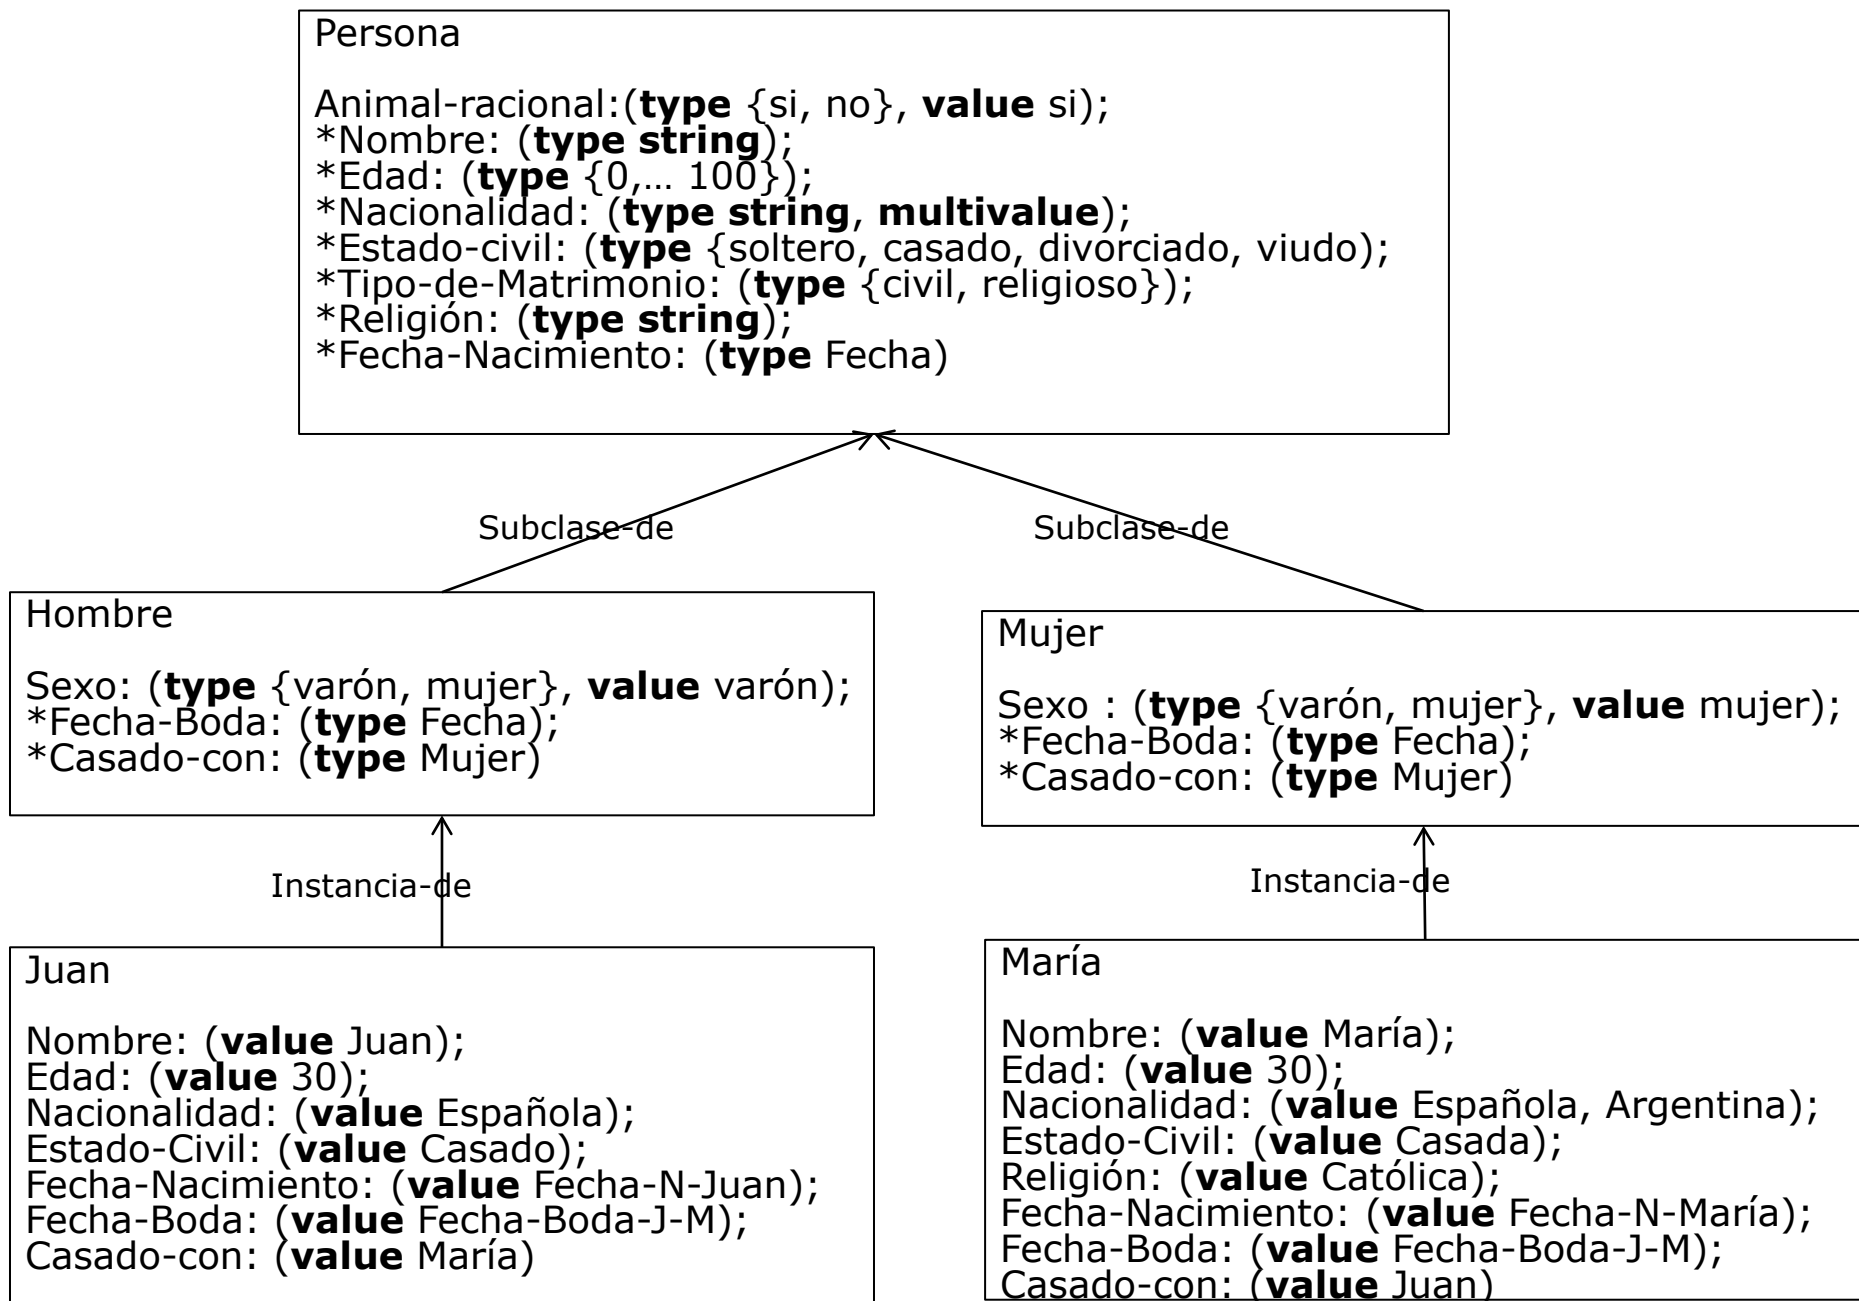 Persona
Animal-racional:(type {si, no}, value si);
*Nombre: (type string);
*Edad: (type {0,... 100});
*Nacionalidad: (type string, multivalue);
*Estado-civil: (type {soltero, casado, divorciado, viudo);
*Tipo-de-Matrimonio: (type {civil, religioso});
*Religión: (type string);
*Fecha-Nacimiento: (type Fecha)
Subclase-de
Subclase-de
Hombre
Sexo: (type {varón, mujer}, value varón);
*Fecha-Boda: (type Fecha);
*Casado-con: (type Mujer)
Mujer
Sexo : (type {varón, mujer}, value mujer);
*Fecha-Boda: (type Fecha);
*Casado-con: (type Mujer)
Instancia-de
Instancia-de
Juan
Nombre: (value Juan);
Edad: (value 30);
Nacionalidad: (value Española);
Estado-Civil: (value Casado);
Fecha-Nacimiento: (value Fecha-N-Juan);
Fecha-Boda: (value Fecha-Boda-J-M);
Casado-con: (value María)
María
Nombre: (value María);
Edad: (value 30);
Nacionalidad: (value Española, Argentina);
Estado-Civil: (value Casada);
Religión: (value Católica);
Fecha-Nacimiento: (value Fecha-N-María);
Fecha-Boda: (value Fecha-Boda-J-M);
Casado-con: (value Juan)